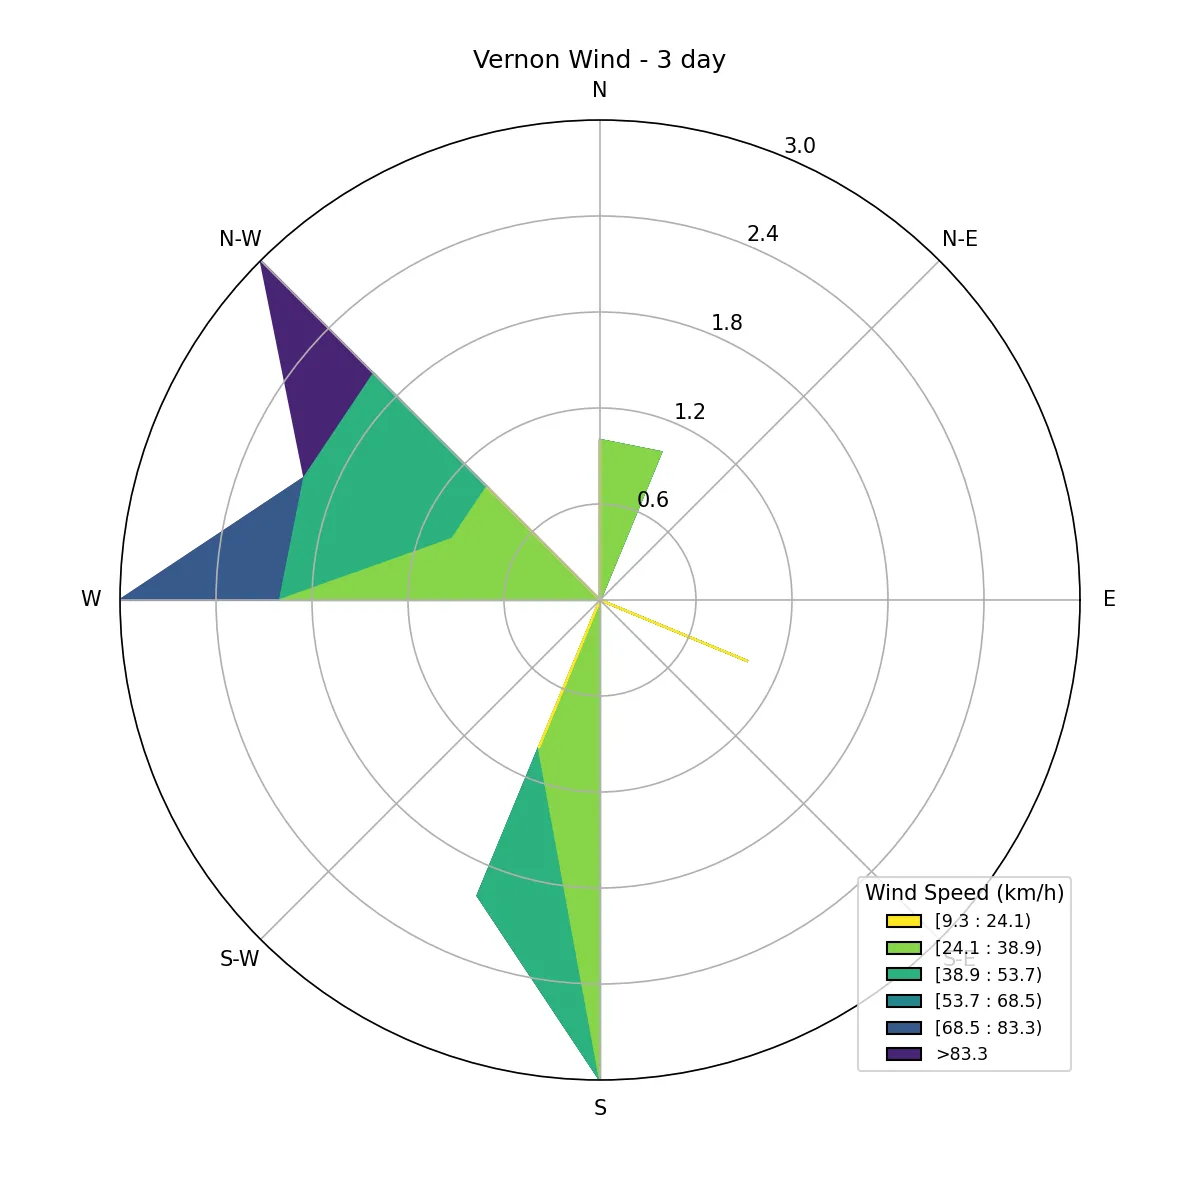 Vernon Wind - 3 day
N
3.0
N-W
2.4
N-E
1.8
1.2
0.6
W
E
Wind Speed (km/h)
[9.3 : 24.1)
[24.1 : 38.9)
S-W
S-E
[38.9 : 53.7)
[53.7 : 68.5)
[68.5 : 83.3)
>83.3
S